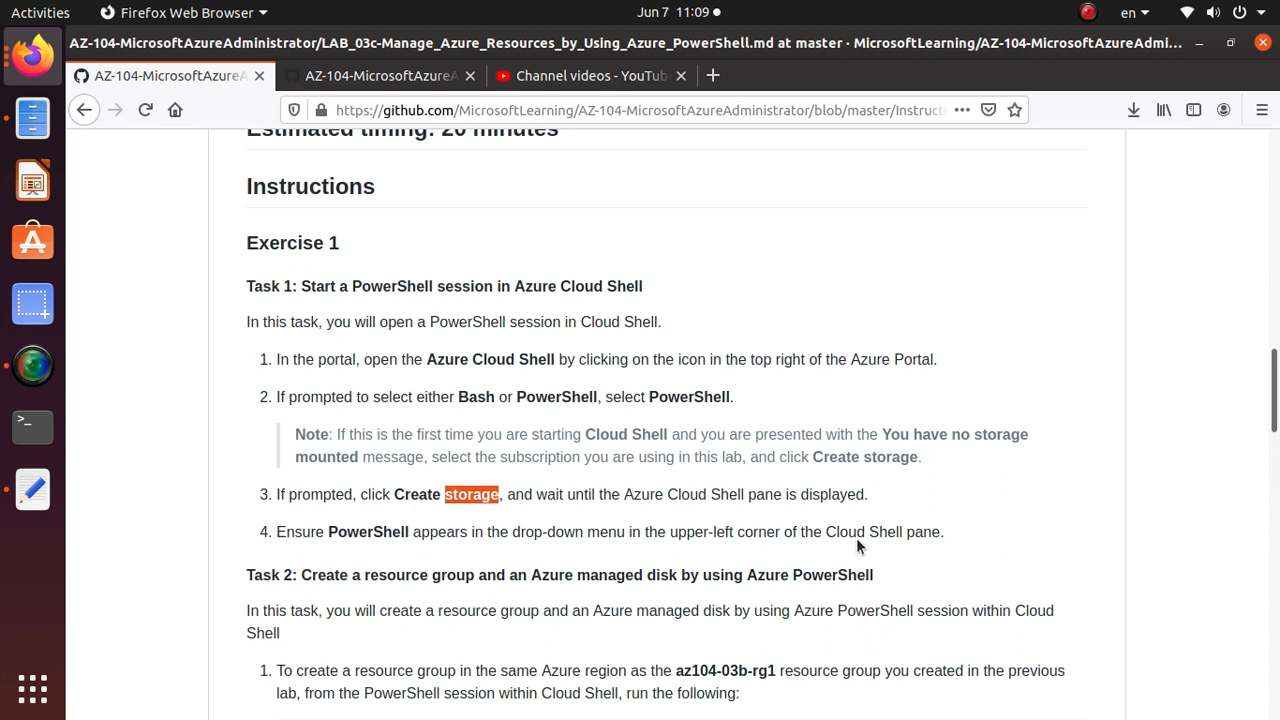 Activities Firefox Web Browser Jun 7 11:09 en
AZ-104-MicrosoftAzureAdministrator/LAB_03c-Manage_Azure_Resources_by_Using_Azure_PowerShell.md at master · MicrosoftLearning/AZ-104-MicrosoftAzureAdmi...
AZ-104-MicrosoftAzureA AZ-104-MicrosoftAzureA Channel videos - YouTub
https://github.com/MicrosoftLearning/AZ-104-MicrosoftAzureAdministrator/blob/master/Instruct
Estimated timing: 20 minutes
Instructions
Exercise 1
Task 1: Start a PowerShell session in Azure Cloud Shell
In this task, you will open a PowerShell session in Cloud Shell.
1. In the portal, open the Azure Cloud Shell by clicking on the icon in the top right of the Azure Portal.
2. If prompted to select either Bash or PowerShell, select PowerShell.
Note: If this is the first time you are starting Cloud Shell and you are presented with the You have no storage
mounted message, select the subscription you are using in this lab, and click Create storage.
3. If prompted, click Create storage, and wait until the Azure Cloud Shell pane is displayed.
4. Ensure PowerShell appears in the drop-down menu in the upper-left corner of the Cloud Shell pane.
Task 2: Create a resource group and an Azure managed disk by using Azure PowerShell
In this task, you will create a resource group and an Azure managed disk by using Azure PowerShell session within Cloud
Shell
1. To create a resource group in the same Azure region as the az104-03b-rg1 resource group you created in the previous
lab, from the PowerShell session within Cloud Shell, run the following: